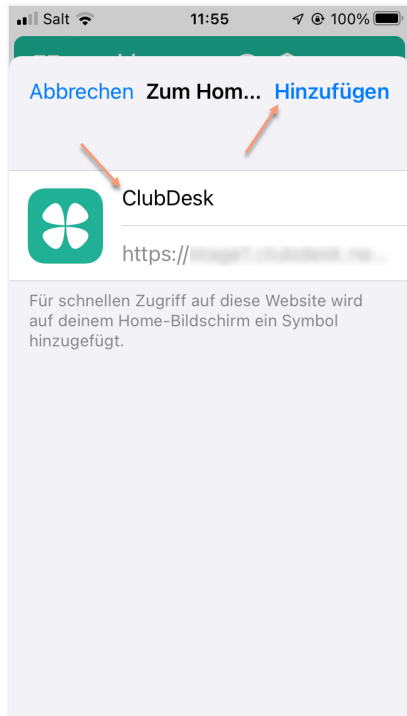 Salt 11:55 100%
Abbrechen Zum Hom... Hinzufügen
ClubDesk
https://
Für schnellen Zugriff auf diese Website wird
auf deinem Home-Bildschirm ein Symbol
hinzugefügt.